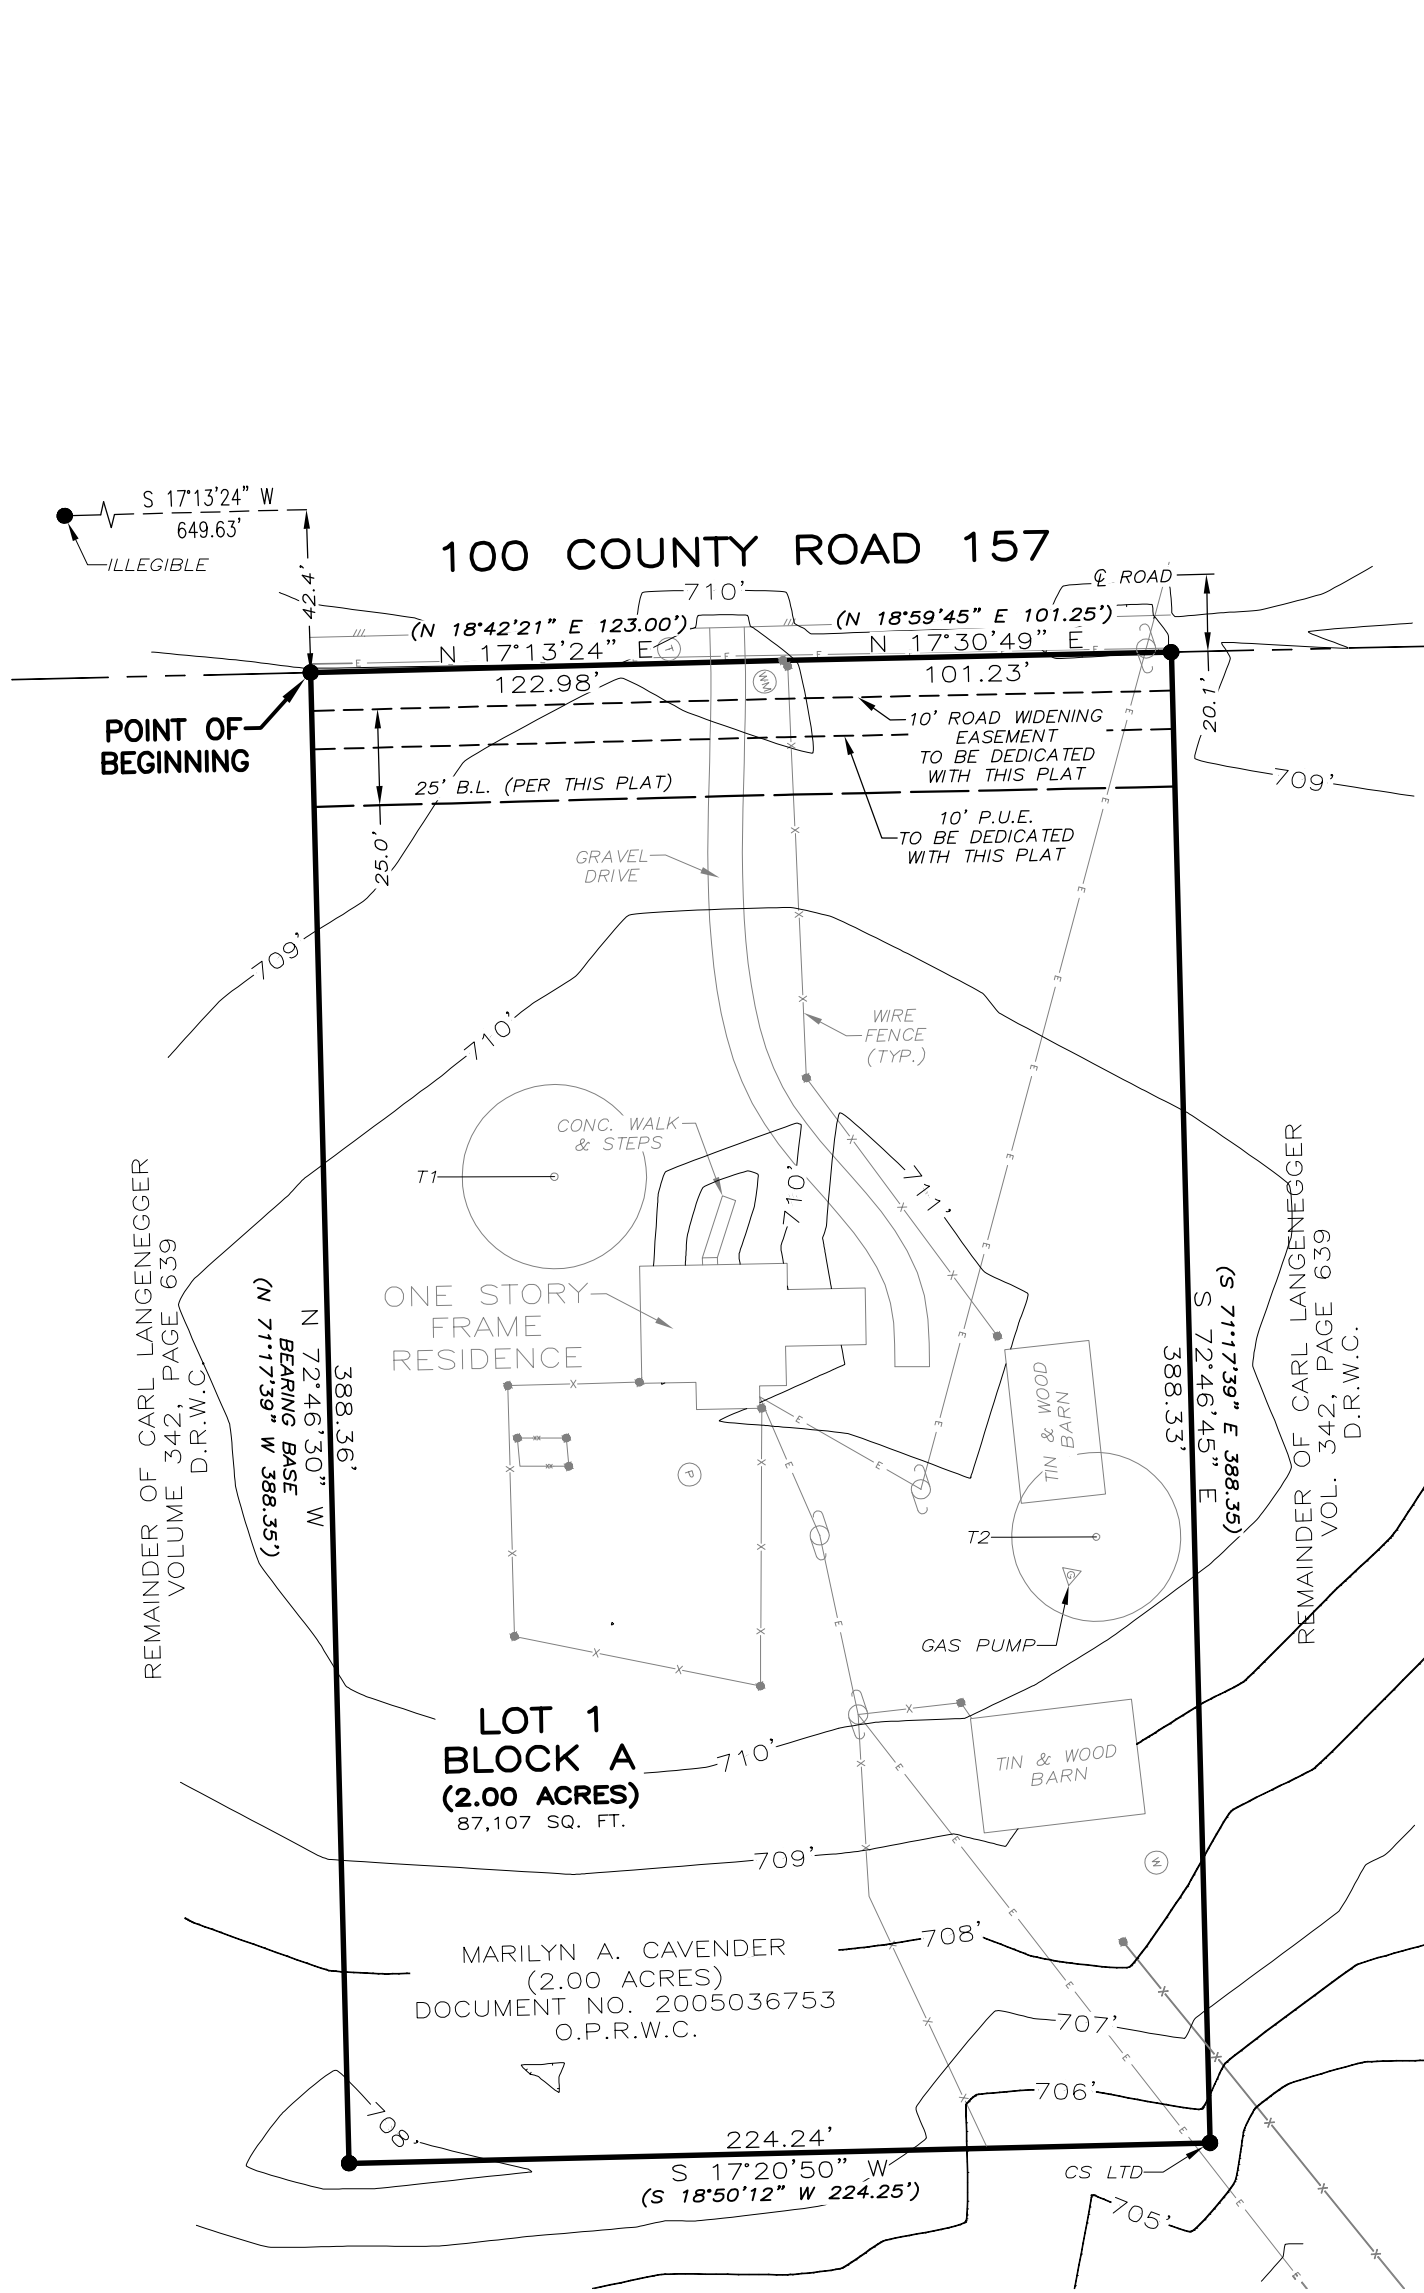 S 17°13'24" W
649.63'
ILLEGIBLE
42.4'
100 COUNTY ROAD 157
℄ ROAD
710'
(N 18°42'21" E 123.00')
(N 18°59'45" E 101.25')
N 17°13'24" E
N 17°30'49" E
T
122.98'
101.23'
WM
20.1'
POINT OF
BEGINNING
10' ROAD WIDENING
EASEMENT
TO BE DEDICATED
WITH THIS PLAT
25' B.L. (PER THIS PLAT)
25.0'
10' P.U.E.
TO BE DEDICATED
WITH THIS PLAT
709'
GRAVEL
DRIVE
709'
710'
WIRE
FENCE
(TYP.)
CONC. WALK
& STEPS
T1
710'
711'
ONE STORY
FRAME
RESIDENCE
REMAINDER OF CARL LANGENEGGER
VOLUME 342, PAGE 639
D.R.W.C.
(N 71°17'39" W 388.35')
BEARING BASE
N 72°46'30" W
388.36'
388.33'
S 72°46'45" E
(S 71°17'39" E 388.35)
REMAINDER OF CARL LANGENEGGER
VOL. 342, PAGE 639
D.R.W.C.
TIN & WOOD
BARN
P
T2
G
GAS PUMP
LOT 1
BLOCK A
(2.00 ACRES)
87,107 SQ. FT.
710'
TIN & WOOD
BARN
709'
W
708'
MARILYN A. CAVENDER
(2.00 ACRES)
DOCUMENT NO. 2005036753
O.P.R.W.C.
707'
706'
708'
224.24'
S 17°20'50" W
(S 18°50'12" W 224.25')
CS LTD
705'